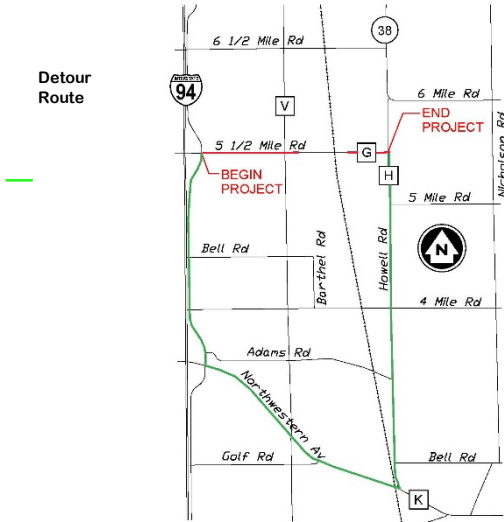 6 1/2 Mile Rd
38
Detour
Route
INTERSTATE
94
V
6 Mile Rd
END
PROJECT
5 1/2 Mile Rd
G
BEGIN
PROJECT
H
Nicholson Rd
5 Mile Rd
Bell Rd
Barthel Rd
Howell Rd
N
4 Mile Rd
Adams Rd
Northwestern Av
Golf Rd
Bell Rd
K